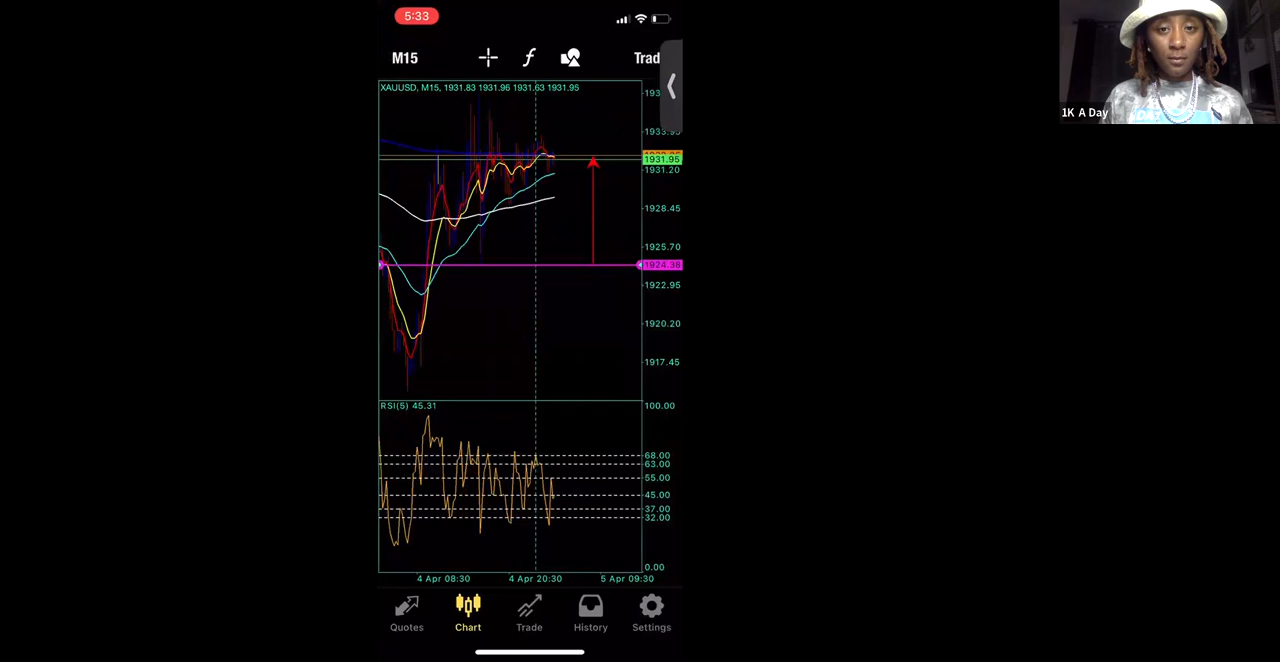 5:33
M15
Trad
XAUUSD, M15, 1931.83 1931.96 1931.63 1931.95
193
1933.95
1931.95
1931.20
1928.45
1925.70
1924.38
1922.95
1920.20
1917.45
RSI(5) 45.31
100.00
68.00
63.00
55.00
45.00
37.00
32.00
0.00
4 Apr 08:30
4 Apr 20:30
5 Apr 09:30
Quotes
Chart
Trade
History
Settings
1K A Day